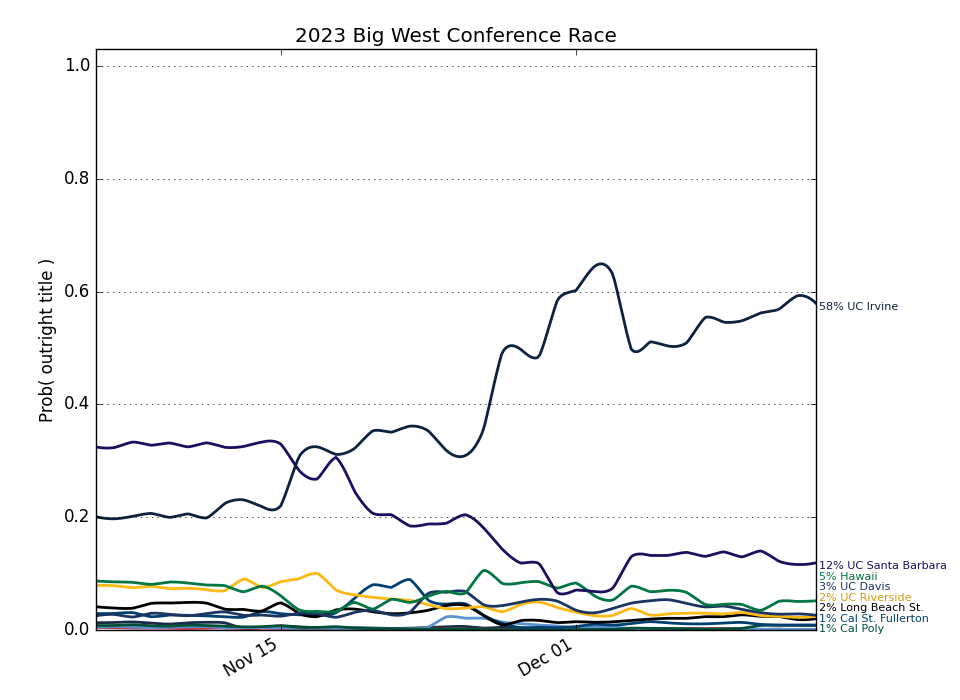 2023 Big West Conference Race
1.0
0.8
0.6
0.4
0.2
0.0
Prob( outright title )
Nov 15
Dec 01
58% UC Irvine
12% UC Santa Barbara
5% Hawaii
3% UC Davis
2% UC Riverside
2% Long Beach St.
1% Cal St. Fullerton
1% Cal Poly